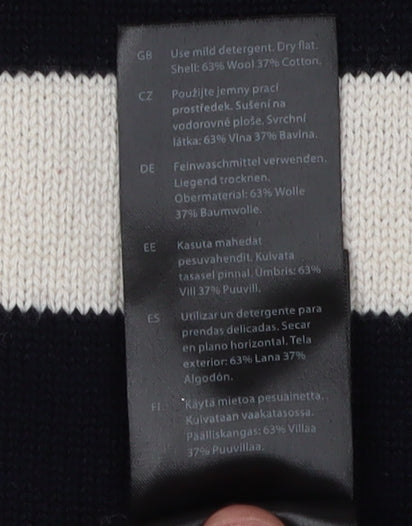 GB Use mild detergent. Dry flat.
Shell: 63% Wool 37% Cotton.
CZ Použijte jemny prací
prostředek. Sušení na
vodorovné ploše. Svrchní
látka: 63% Vlna 37% Bavlna.
DE Feinwaschmittel verwenden.
Liegend trocknen.
Obermaterial: 63% Wolle
37% Baumwolle.
EE Kasuta mahedat
pesuvahendit. Kuivata
tasasel pinnal. Ümbris: 63%
Vill 37% Puuvill.
ES Utilizar un detergente para
prendas delicadas. Secar
en plano horizontal. Tela
exterior: 63% Lana 37%
Algodón.
FI Käytä mietoa pesuainetta.
Kuivataan vaakatasossa.
Päälliskangas: 63% Villaa
37% Puuvillaa.